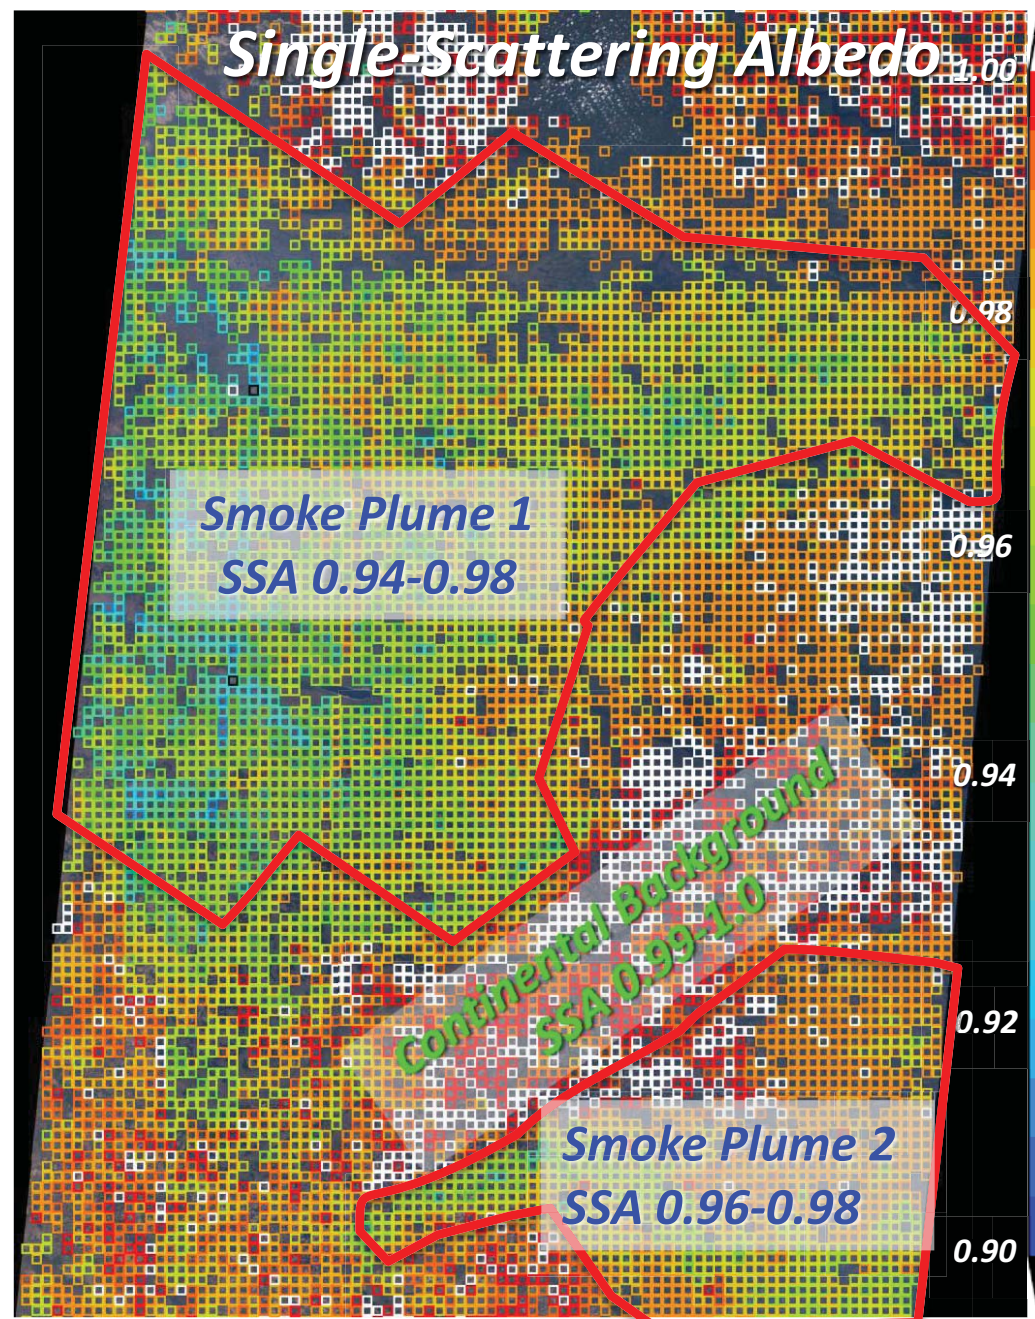 Single-Scattering Albedo
1.00
0.98
Smoke Plume 1
SSA 0.94-0.98
0.96
0.94
Continental Background
SSA 0.99-1.0
0.92
Smoke Plume 2
SSA 0.96-0.98
0.90